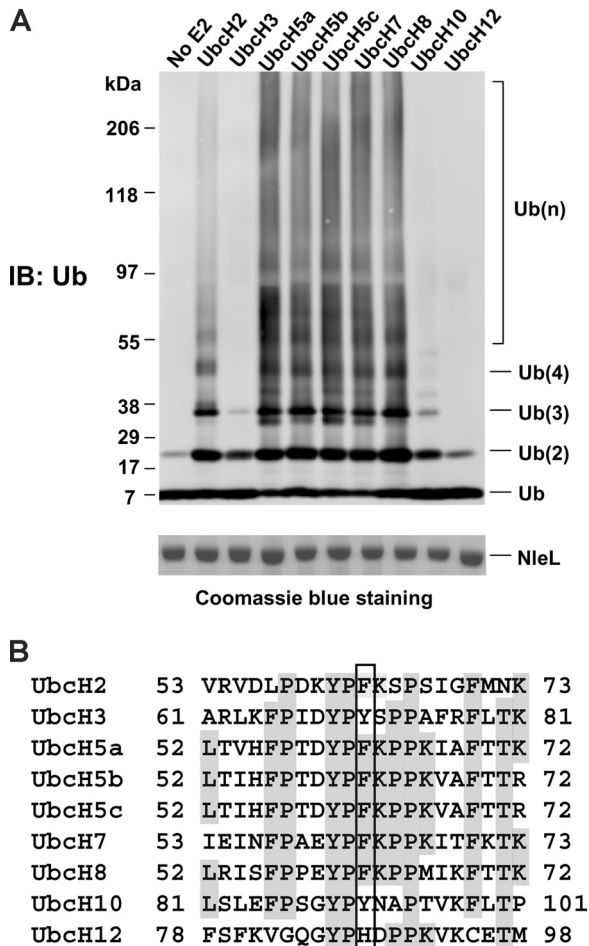 A
No E2 UbcH2 UbcH3 UbcH5a UbcH5b UbcH5c UbcH7 UbcH8 UbcH10 UbcH12
kDa
206
118
97
55
38
29
17
7
IB: Ub
Ub(n)
Ub(4)
Ub(3)
Ub(2)
Ub
NleL
Coomassie blue staining
B
UbcH2 53 VRVDLPDKYPFKSPSIGFMNK 73
UbcH3 61 ARLKFPIDYPYSPPAFRFLTK 81
UbcH5a 52 LTVHFPTDYPFKPPKIAFTTK 72
UbcH5b 52 LTIHFPTDYPFKPPKVAFTTR 72
UbcH5c 52 LTIHFPTDYPFKPPKVAFTTR 72
UbcH7 53 IEINFPAEYPFKPPKITFKTK 73
UbcH8 52 LRISFPPEYPFKPPMIKFTTK 72
UbcH10 81 LSLEFPSGYPYNAPTVKFLTP 101
UbcH12 78 FSFKVGQGYPHDPPKVKCETM 98